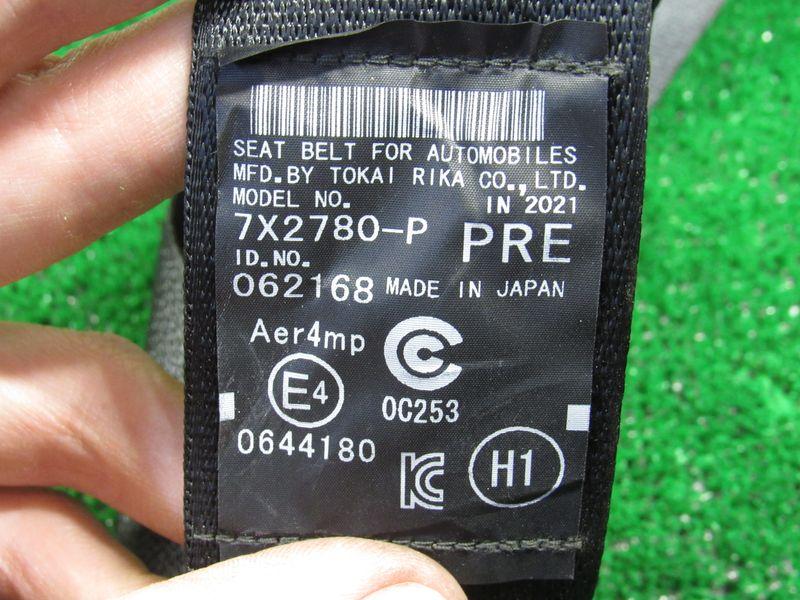 SEAT BELT FOR AUTOMOBILES
MFD.BY TOKAI RIKA CO.,LTD.
MODEL NO. IN 2021
7X2780-P PRE
ID.NO.
062168 MADE IN JAPAN
Aer4mp
E4
0C253
0644180
KC
H1